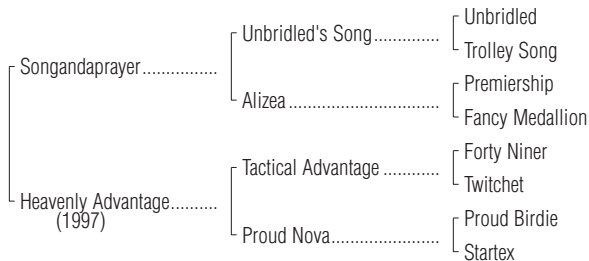 Unbridled
Unbridled's Song..............
Trolley Song
Songandaprayer................
Premiership
Alizea................................
Fancy Medallion
Forty Niner
Tactical Advantage ............
Twitchet
Heavenly Advantage..........
(1997)
Proud Birdie
Proud Nova.......................
Startex